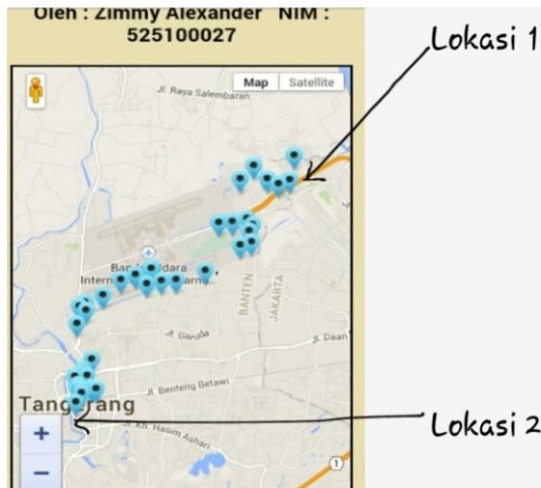 Oleh : Zimmy Alexander NIM :
525100027
Lokasi 1
Map Satellite
Jl. Raya Salembaran
BANTEN
JAKARTA
Jl. Garuda
Jl. Daan
Jl. Benteng Betawi
Tangerang
Jl. Kh. Hasim Ashari
+
Lokasi 2
−
1